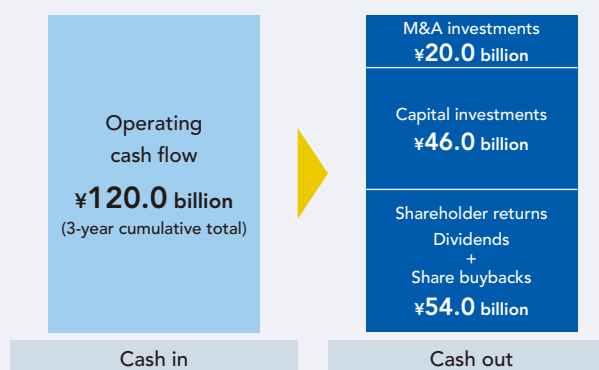 Operating
cash flow
¥120.0 billion
(3-year cumulative total)
Cash in
M&A investments
¥20.0 billion
Capital investments
¥46.0 billion
Shareholder returns
Dividends
+
Share buybacks
¥54.0 billion
Cash out